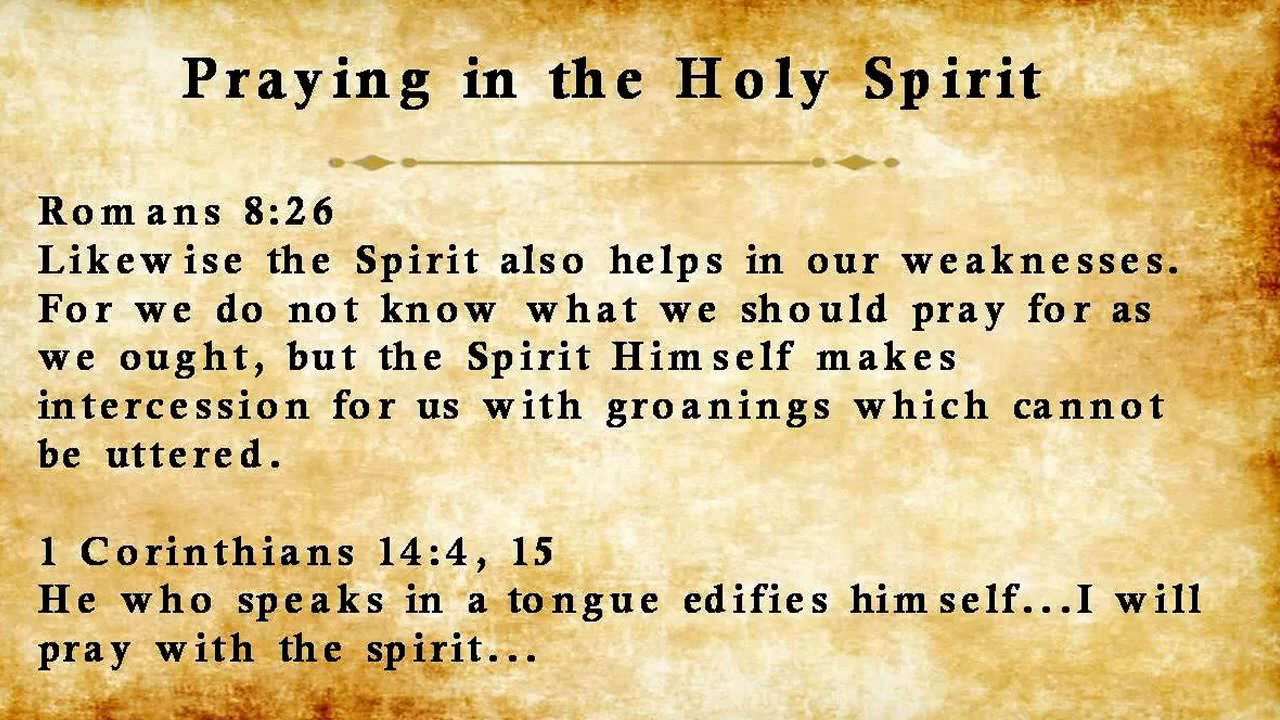 Praying in the Holy Spirit
Romans 8:26
Likewise the Spirit also helps in our weaknesses.
For we do not know what we should pray for as
we ought, but the Spirit Himself makes
intercession for us with groanings which cannot
be uttered.
1 Corinthians 14:4, 15
He who speaks in a tongue edifies himself...I will
pray with the spirit...